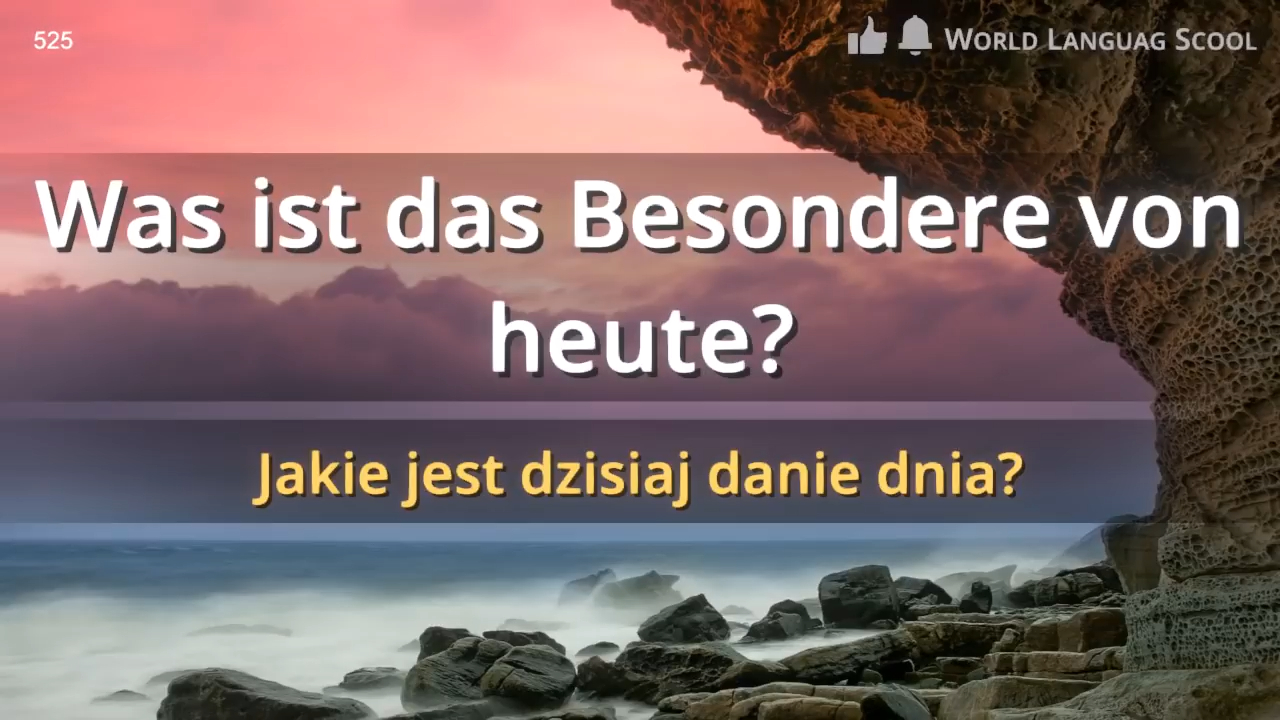 525
World Languag Scool
Was ist das Besondere von
heute?
Jakie jest dzisiaj danie dnia?